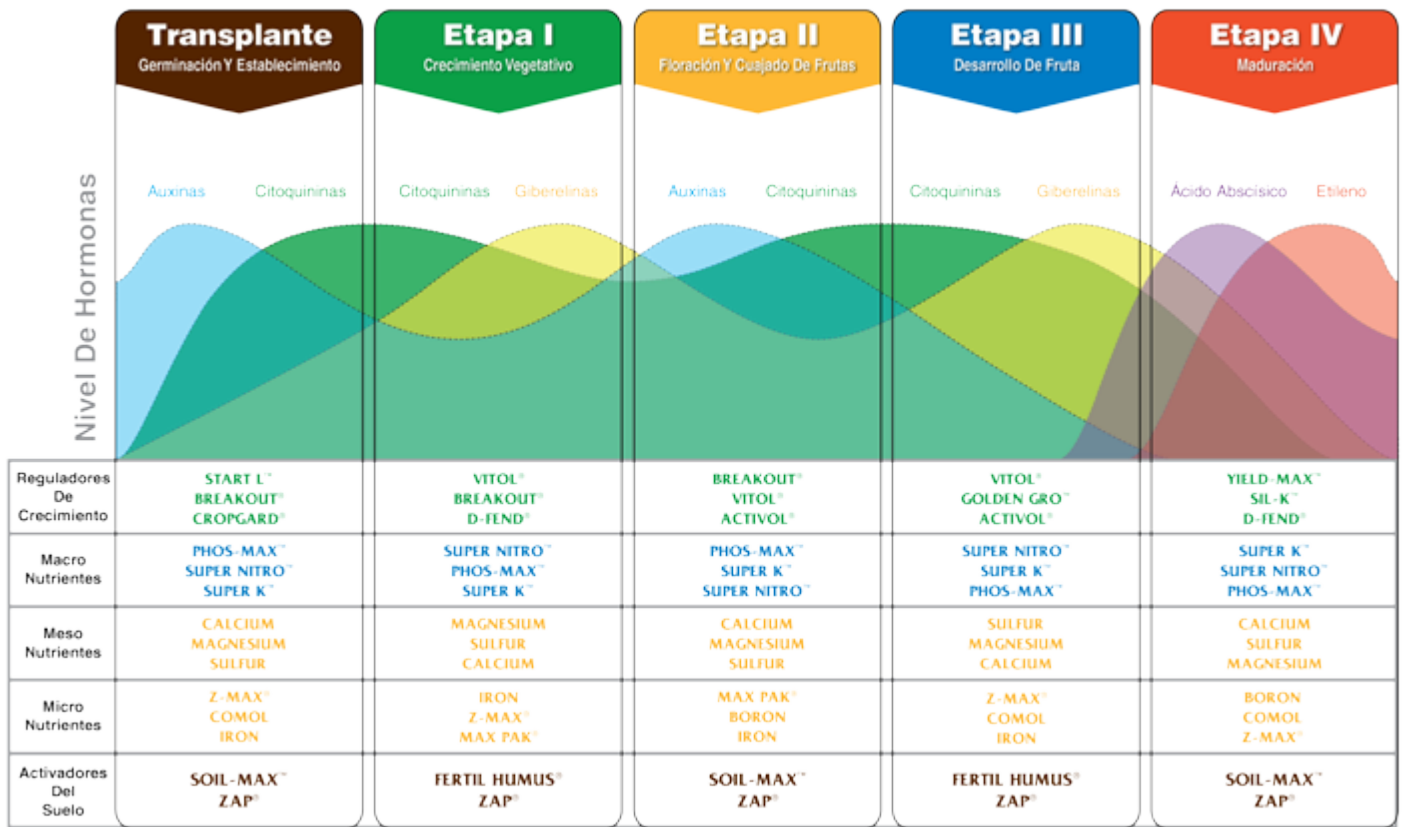 Transplante
Germinación Y Establecimiento
Etapa I
Crecimiento Vegetativo
Etapa II
Floración Y Cuajado De Frutas
Etapa III
Desarrollo De Fruta
Etapa IV
Maduración
Nivel De Hormonas
Auxinas Citoquininas
Citoquininas Giberelinas
Auxinas Citoquininas
Citoquininas Giberelinas
Ácido Abscísico Etileno
Reguladores
De
Crecimiento
START L™
BREAKOUT®
CROPGARD®
VITOL®
BREAKOUT®
D-FEND®
BREAKOUT®
VITOL®
ACTIVOL®
VITOL®
GOLDEN GRO™
ACTIVOL®
YIELD-MAX™
SIL-K™
D-FEND®
Macro
Nutrientes
PHOS-MAX™
SUPER NITRO™
SUPER K™
SUPER NITRO™
PHOS-MAX™
SUPER K™
PHOS-MAX™
SUPER K™
SUPER NITRO™
SUPER NITRO™
SUPER K™
PHOS-MAX™
SUPER K™
SUPER NITRO™
PHOS-MAX™
Meso
Nutrientes
CALCIUM
MAGNESIUM
SULFUR
MAGNESIUM
SULFUR
CALCIUM
CALCIUM
MAGNESIUM
SULFUR
SULFUR
MAGNESIUM
CALCIUM
CALCIUM
SULFUR
MAGNESIUM
Micro
Nutrientes
Z-MAX®
COMOL
IRON
IRON
Z-MAX®
MAX PAK®
MAX PAK®
BORON
IRON
Z-MAX®
COMOL
IRON
BORON
COMOL
Z-MAX®
Activadores
Del
Suelo
SOIL-MAX™
ZAP®
FERTIL HUMUS®
ZAP®
SOIL-MAX™
ZAP®
FERTIL HUMUS®
ZAP®
SOIL-MAX™
ZAP®